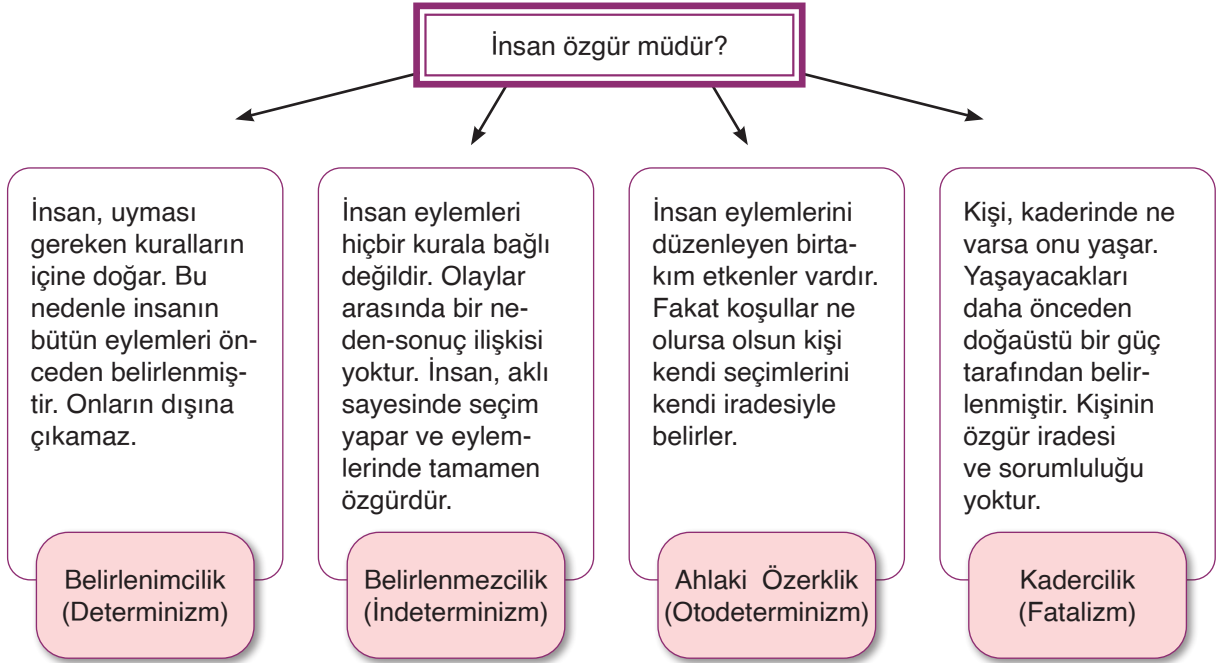 İnsan özgür müdür?
İnsan, uyması
gereken kuralların
içine doğar. Bu
nedenle insanın
bütün eylemleri ön-
ceden belirlenmiş-
tir. Onların dışına
çıkamaz.
Belirlenimcilik
(Determinizm)
İnsan eylemleri
hiçbir kurala bağlı
değildir. Olaylar
arasında bir ne-
den-sonuç ilişkisi
yoktur. İnsan, aklı
sayesinde seçim
yapar ve eylem-
lerinde tamamen
özgürdür.
Belirlenmezcilik
(İndeterminizm)
İnsan eylemlerini
düzenleyen birta-
kım etkenler vardır.
Fakat koşullar ne
olursa olsun kişi
kendi seçimlerini
kendi iradesiyle
belirler.
Ahlaki Özerklik
(Otodeterminizm)
Kişi, kaderinde ne
varsa onu yaşar.
Yaşayacakları
daha önceden
doğaüstü bir güç
tarafından belir-
lenmiştir. Kişinin
özgür iradesi
ve sorumluluğu
yoktur.
Kadercilik
(Fatalizm)